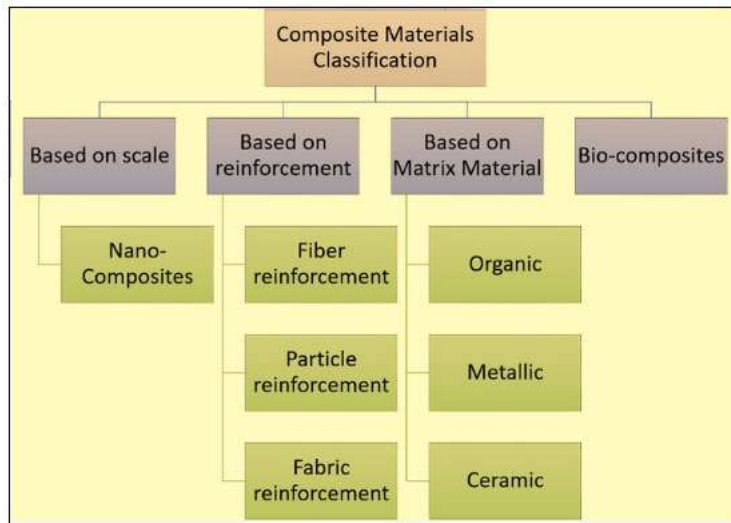 Composite Materials
Classification
Based on scale
Based on
reinforcement
Based on
Matrix Material
Bio-composites
Nano-
Composites
Fiber
reinforcement
Organic
Particle
reinforcement
Metallic
Fabric
reinforcement
Ceramic